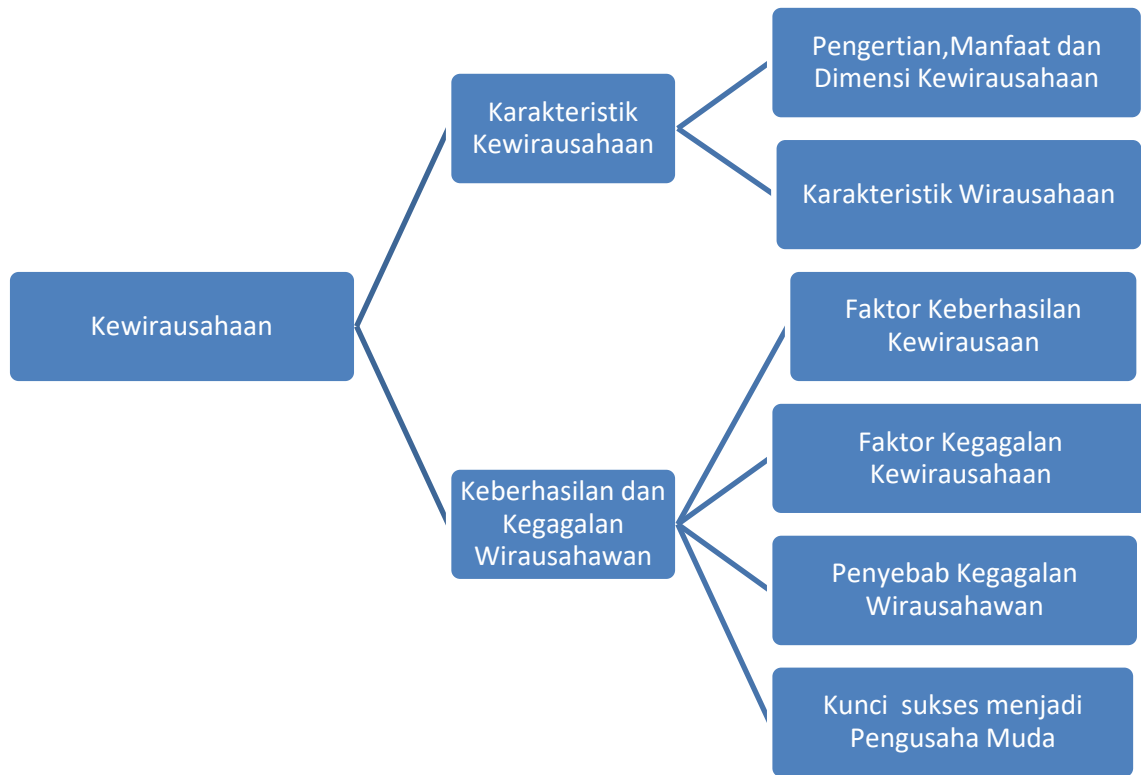 Kewirausahaan
Karakteristik
Kewirausahaan
Pengertian,Manfaat dan
Dimensi Kewirausahaan
Karakteristik Wirausahaan
Keberhasilan dan
Kegagalan
Wirausahawan
Faktor Keberhasilan
Kewirausaan
Faktor Kegagalan
Kewirausahaan
Penyebab Kegagalan
Wirausahawan
Kunci sukses menjadi
Pengusaha Muda